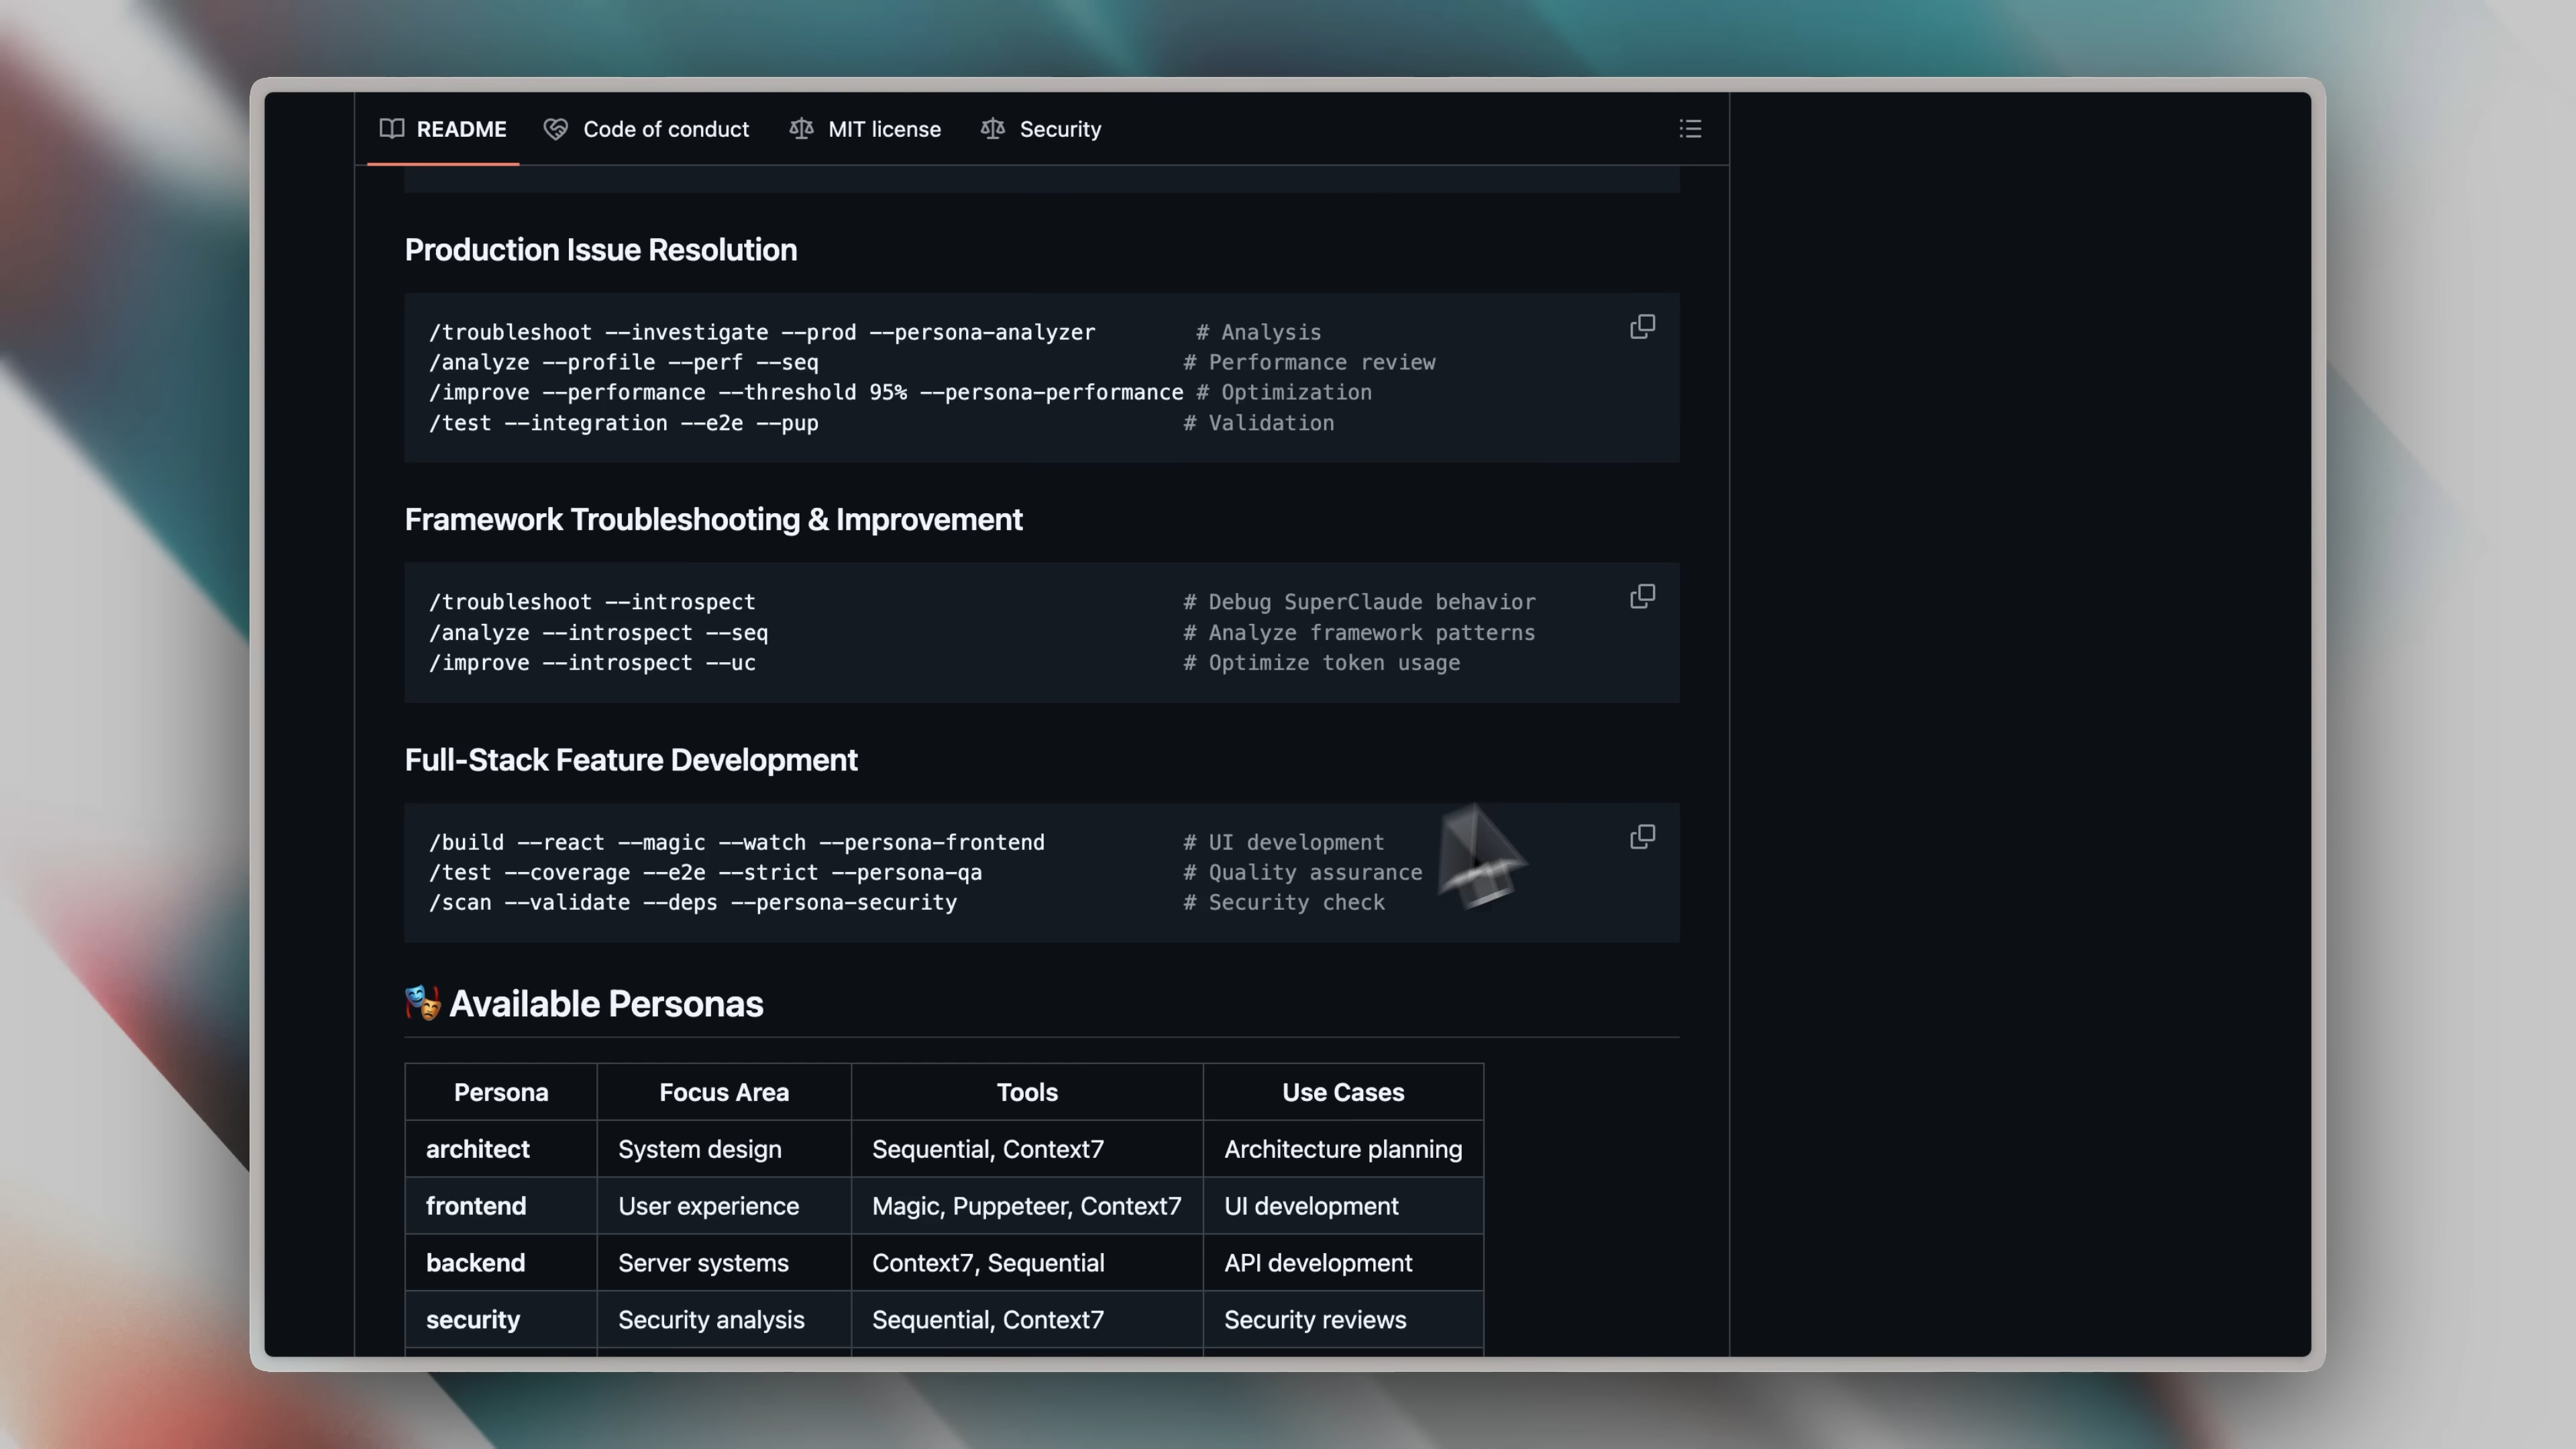 README
Code of conduct
MIT license
Security
Production Issue Resolution
/troubleshoot --investigate --prod --persona-analyzer # Analysis
/analyze --profile --perf --seq # Performance review
/improve --performance --threshold 95% --persona-performance # Optimization
/test --integration --e2e --pup # Validation
Framework Troubleshooting & Improvement
/troubleshoot --introspect # Debug SuperClaude behavior
/analyze --introspect --seq # Analyze framework patterns
/improve --introspect --uc # Optimize token usage
Full-Stack Feature Development
/build --react --magic --watch --persona-frontend # UI development
/test --coverage --e2e --strict --persona-qa # Quality assurance
/scan --validate --deps --persona-security # Security check
🎭 Available Personas
Persona Focus Area Tools Use Cases
architect System design Sequential, Context7 Architecture planning
frontend User experience Magic, Puppeteer, Context7 UI development
backend Server systems Context7, Sequential API development
security Security analysis Sequential, Context7 Security reviews